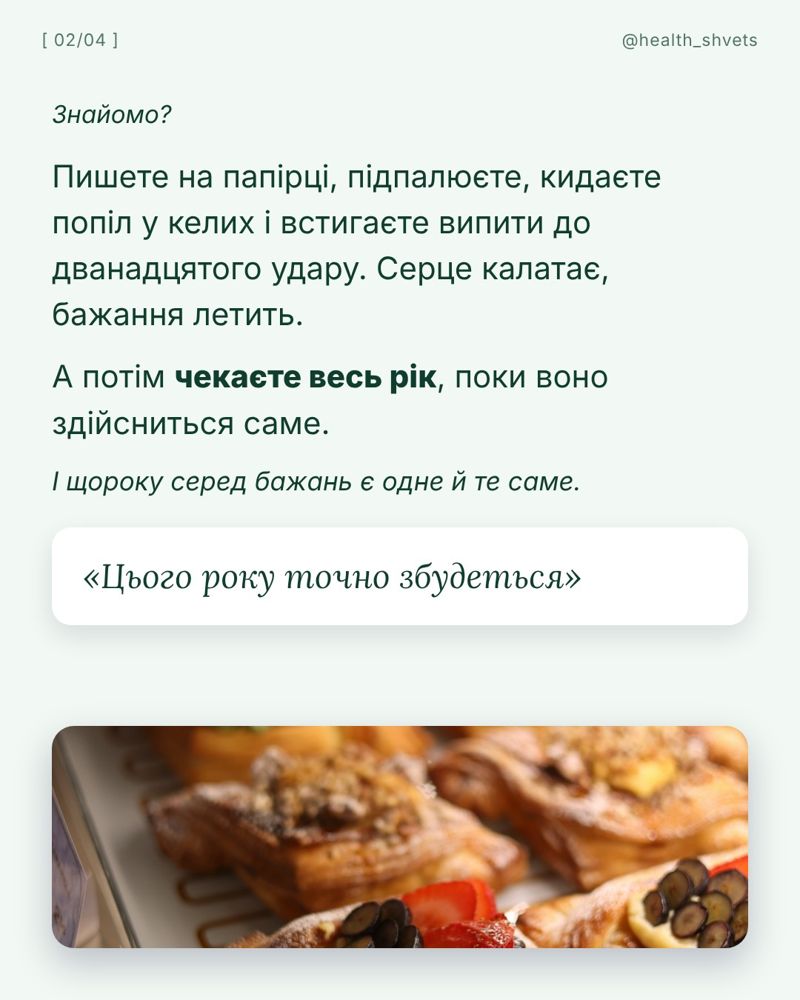 [ 02/04 ]
@health_shvets
Знайомо?
Пишете на папірці, підпалюєте, кидаєте
попіл у келих і встигаєте випити до
дванадцятого удару. Серце калатає,
бажання летить.
А потім чекаєте весь рік, поки воно
здійсниться саме.
І щороку серед бажань є одне й те саме.
«Цього року точно збудеться»